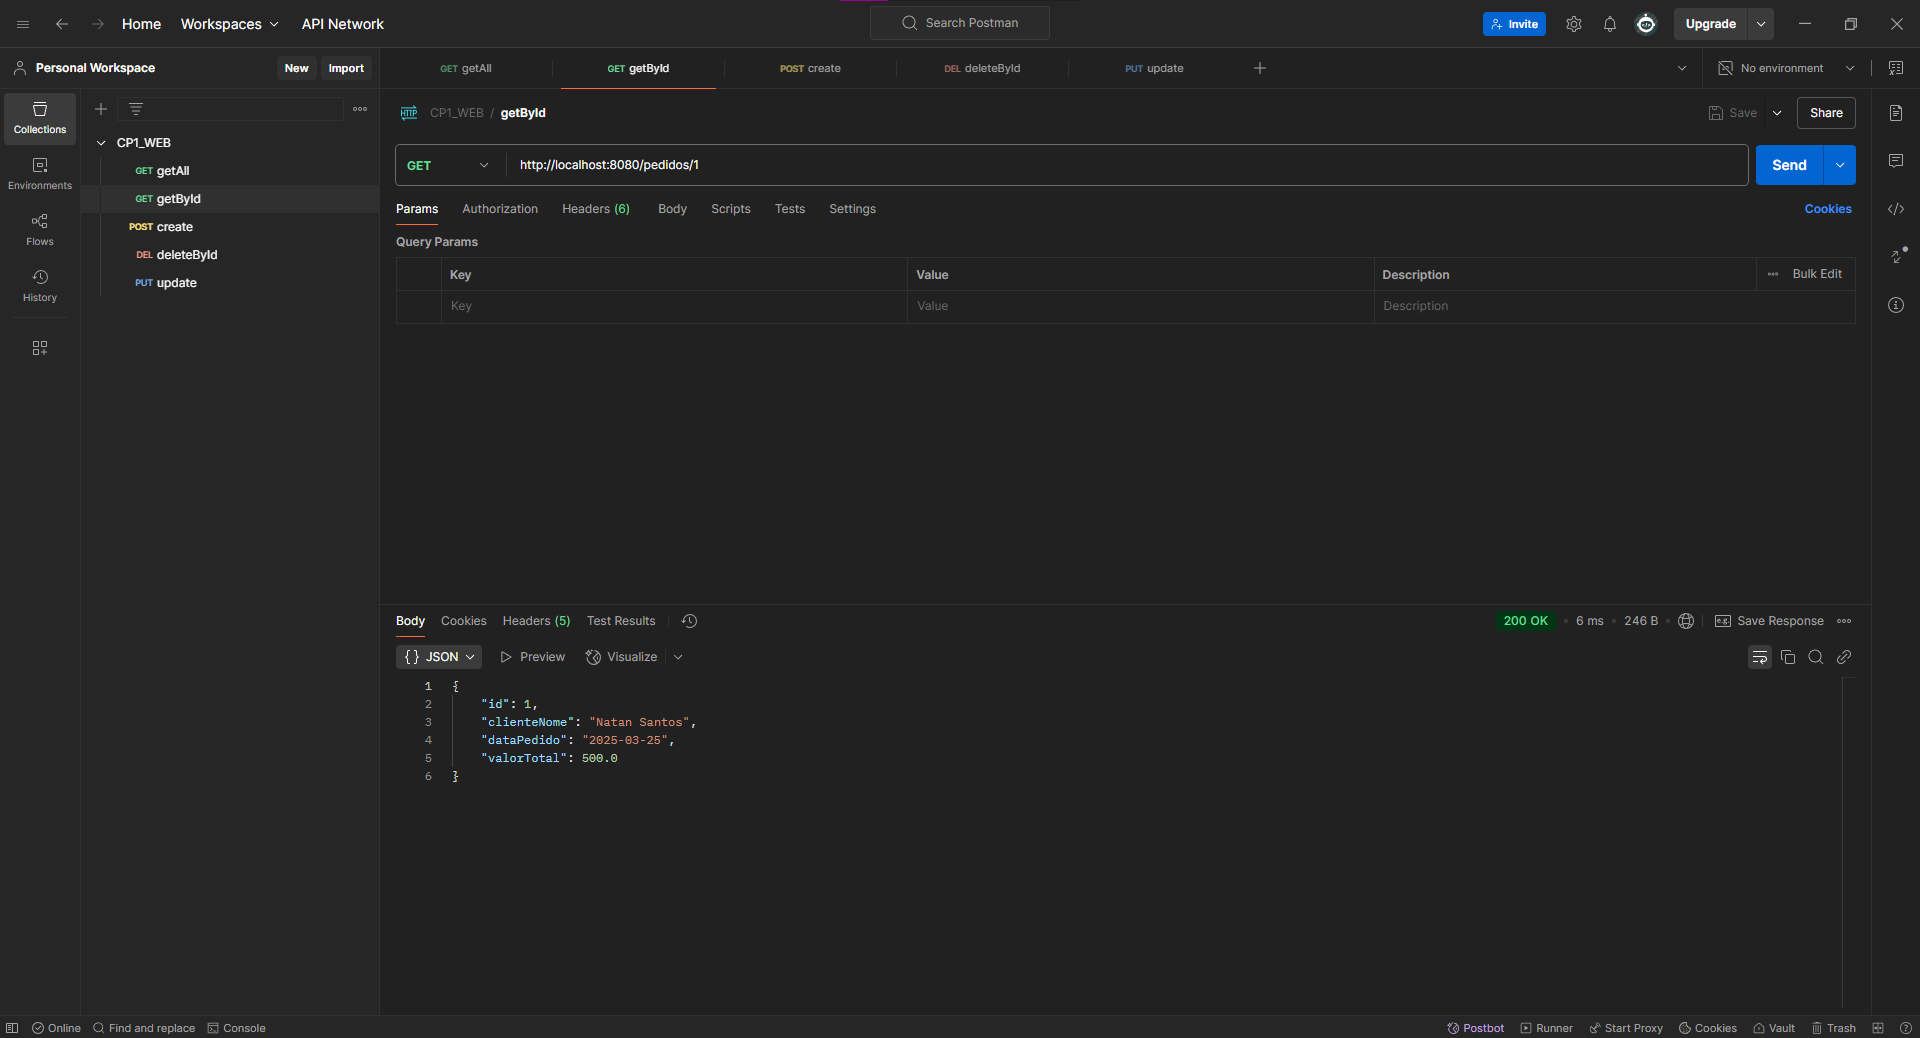 Home Workspaces API Network Search Postman Invite Upgrade
Personal Workspace New Import GET getAll GET getById POST create DEL deleteById PUT update No environment
Collections
Environments
Flows
History
CP1_WEB
GET getAll
GET getById
POST create
DEL deleteById
PUT update
HTTP CP1_WEB / getById Save Share
GET http://localhost:8080/pedidos/1 Send
Params Authorization Headers (6) Body Scripts Tests Settings Cookies
Query Params
Key Value Description Bulk Edit
Key Value Description
Body Cookies Headers (5) Test Results 200 OK • 6 ms • 246 B • e.g. Save Response
{} JSON Preview Visualize
1 {
2 "id": 1,
3 "clienteNome": "Natan Santos",
4 "dataPedido": "2025-03-25",
5 "valorTotal": 500.0
6 }
Online Find and replace Console Postbot Runner Start Proxy Cookies Vault Trash